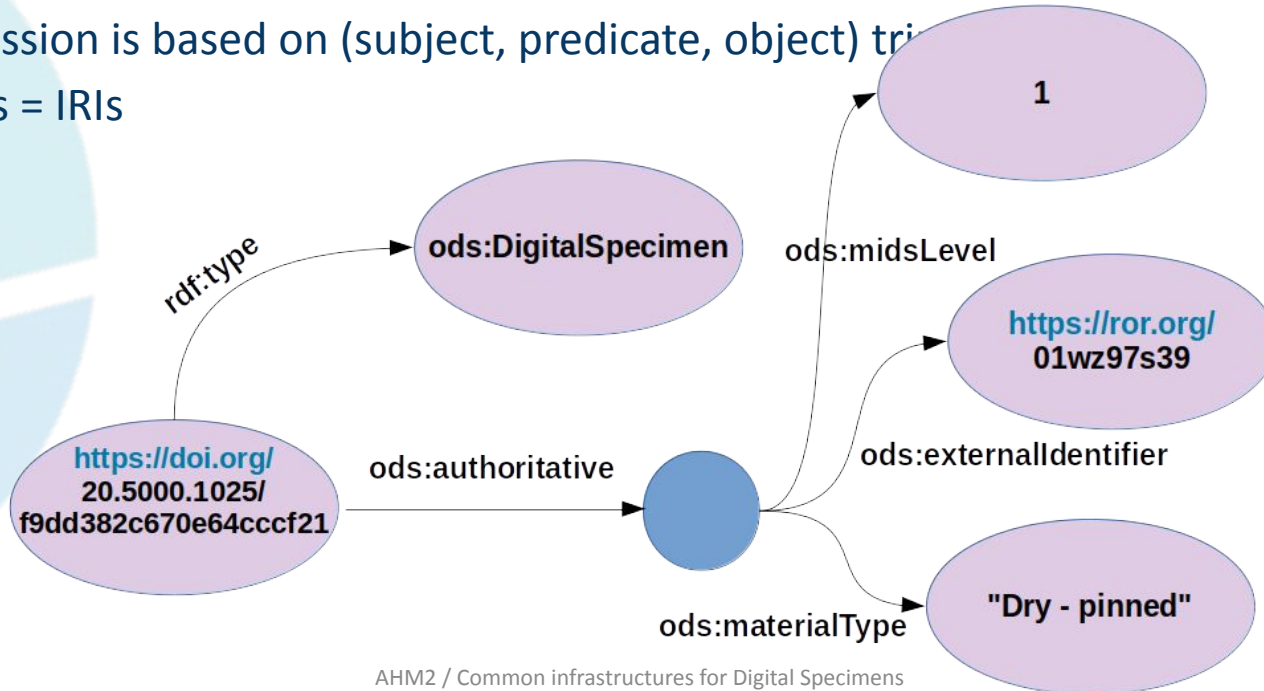 ssion is based on (subject, predicate, object)
s = IRIs
1
ods:DigitalSpecimen
rdf:type
ods:midsLevel
https://ror.org/
01wz97s39
https://doi.org/
20.5000.1025/
f9dd382c670e64cccf21
ods:authoritative
ods:externalIdentifier
"Dry - pinned"
ods:materialType
AHM2 / Common infrastructures for Digital Specimens